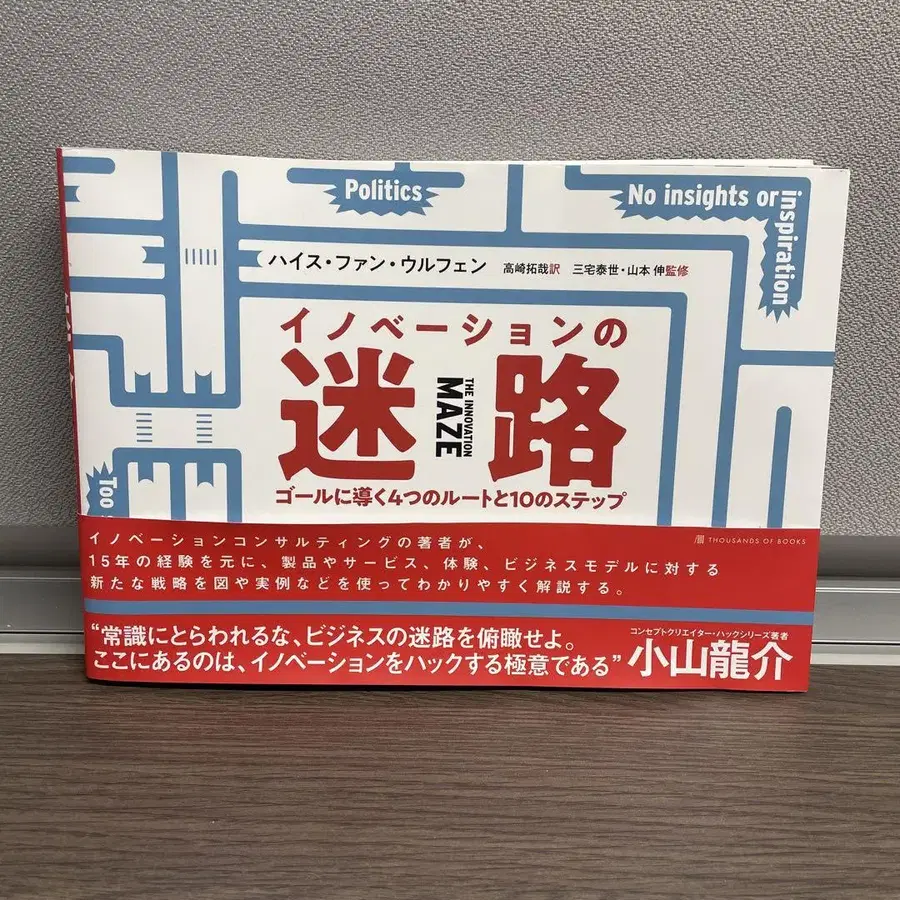 Politics
No insights or
inspiration
ハイス・ファン・ウルフェン 高崎拓哉訳 三宅泰世・山本 伸監修
イノベーションの
迷路
THE INNOVATION
MAZE
ゴールに導く4つのルートと10のステップ
Too
THOUSANDS OF BOOKS
イノベーションコンサルティングの著者が、
15年の経験を元に、製品やサービス、体験、ビジネスモデルに対する
新たな戦略を図や実例などを使ってわかりやすく解説する。
“常識にとらわれるな、ビジネスの迷路を俯瞰せよ。
ここにあるのは、イノベーションをハックする極意である”
コンセプトクリエイター・ハックシリーズ著者
小山龍介